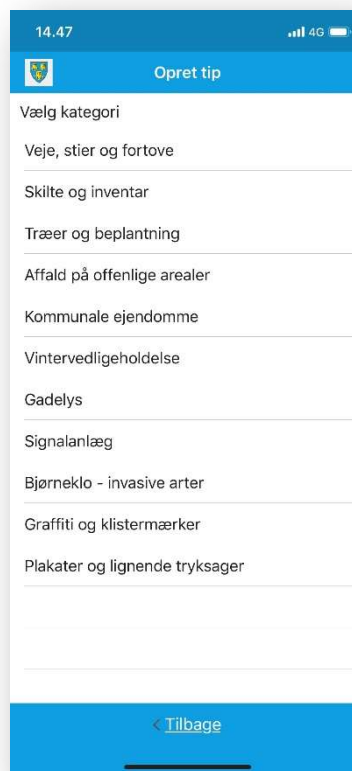 14.47
4G
Opret tip
Vælg kategori
Veje, stier og fortove
Skilte og inventar
Træer og beplantning
Affald på offenlige arealer
Kommunale ejendomme
Vintervedligeholdelse
Gadelys
Signalanlæg
Bjørneklo - invasive arter
Graffiti og klistermærker
Plakater og lignende tryksager
< Tilbage